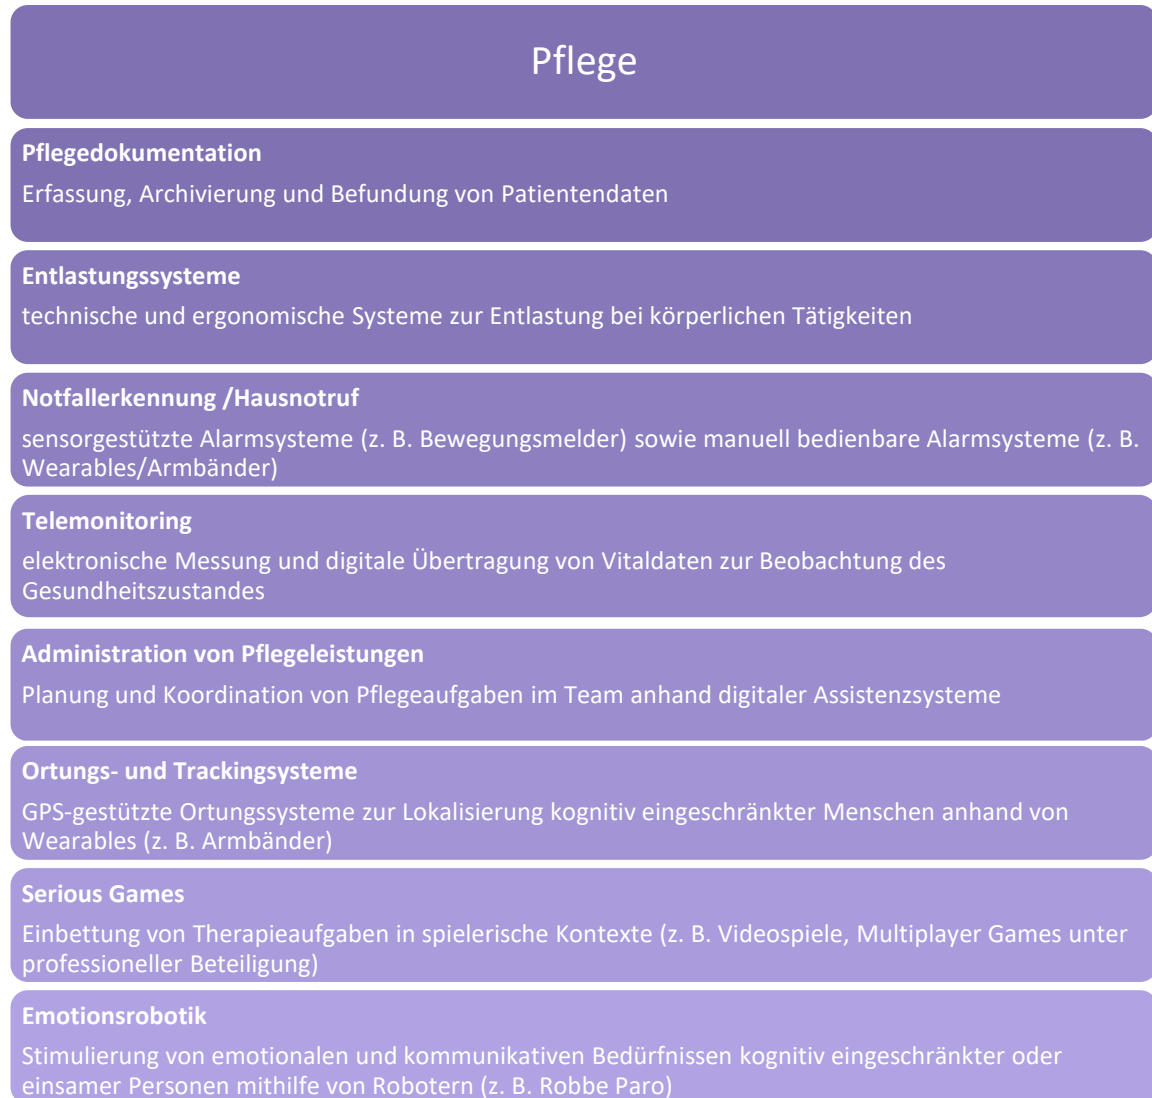 Pflege
Pflegedokumentation
Erfassung, Archivierung und Befundung von Patientendaten
Entlastungssysteme
technische und ergonomische Systeme zur Entlastung bei körperlichen Tätigkeiten
Notfallerkennung /Hausnotruf
sensorgestützte Alarmsysteme (z. B. Bewegungsmelder) sowie manuell bedienbare Alarmsysteme (z. B.
Wearables/Armbänder)
Telemonitoring
elektronische Messung und digitale Übertragung von Vitaldaten zur Beobachtung des
Gesundheitszustandes
Administration von Pflegeleistungen
Planung und Koordination von Pflegeaufgaben im Team anhand digitaler Assistenzsysteme
Ortungs- und Trackingsysteme
GPS-gestützte Ortungssysteme zur Lokalisierung kognitiv eingeschränkter Menschen anhand von
Wearables (z. B. Armbänder)
Serious Games
Einbettung von Therapieaufgaben in spielerische Kontexte (z. B. Videospiele, Multiplayer Games unter
professioneller Beteiligung)
Emotionsrobotik
Stimulierung von emotionalen und kommunikativen Bedürfnissen kognitiv eingeschränkter oder
einsamer Personen mithilfe von Robotern (z. B. Robbe Paro)